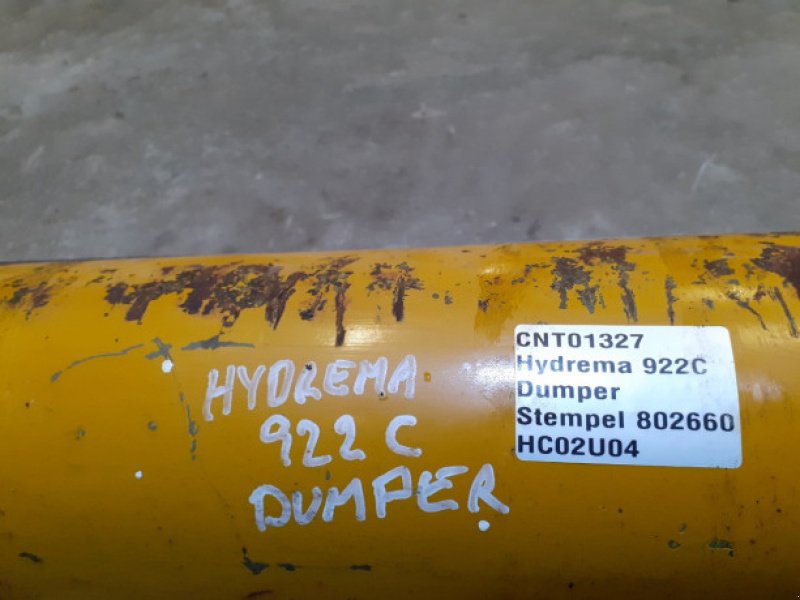 HYDREMA
922 C
DUMPER
CNT01327
Hydrema 922C
Dumper
Stempel 802660
HC02U04